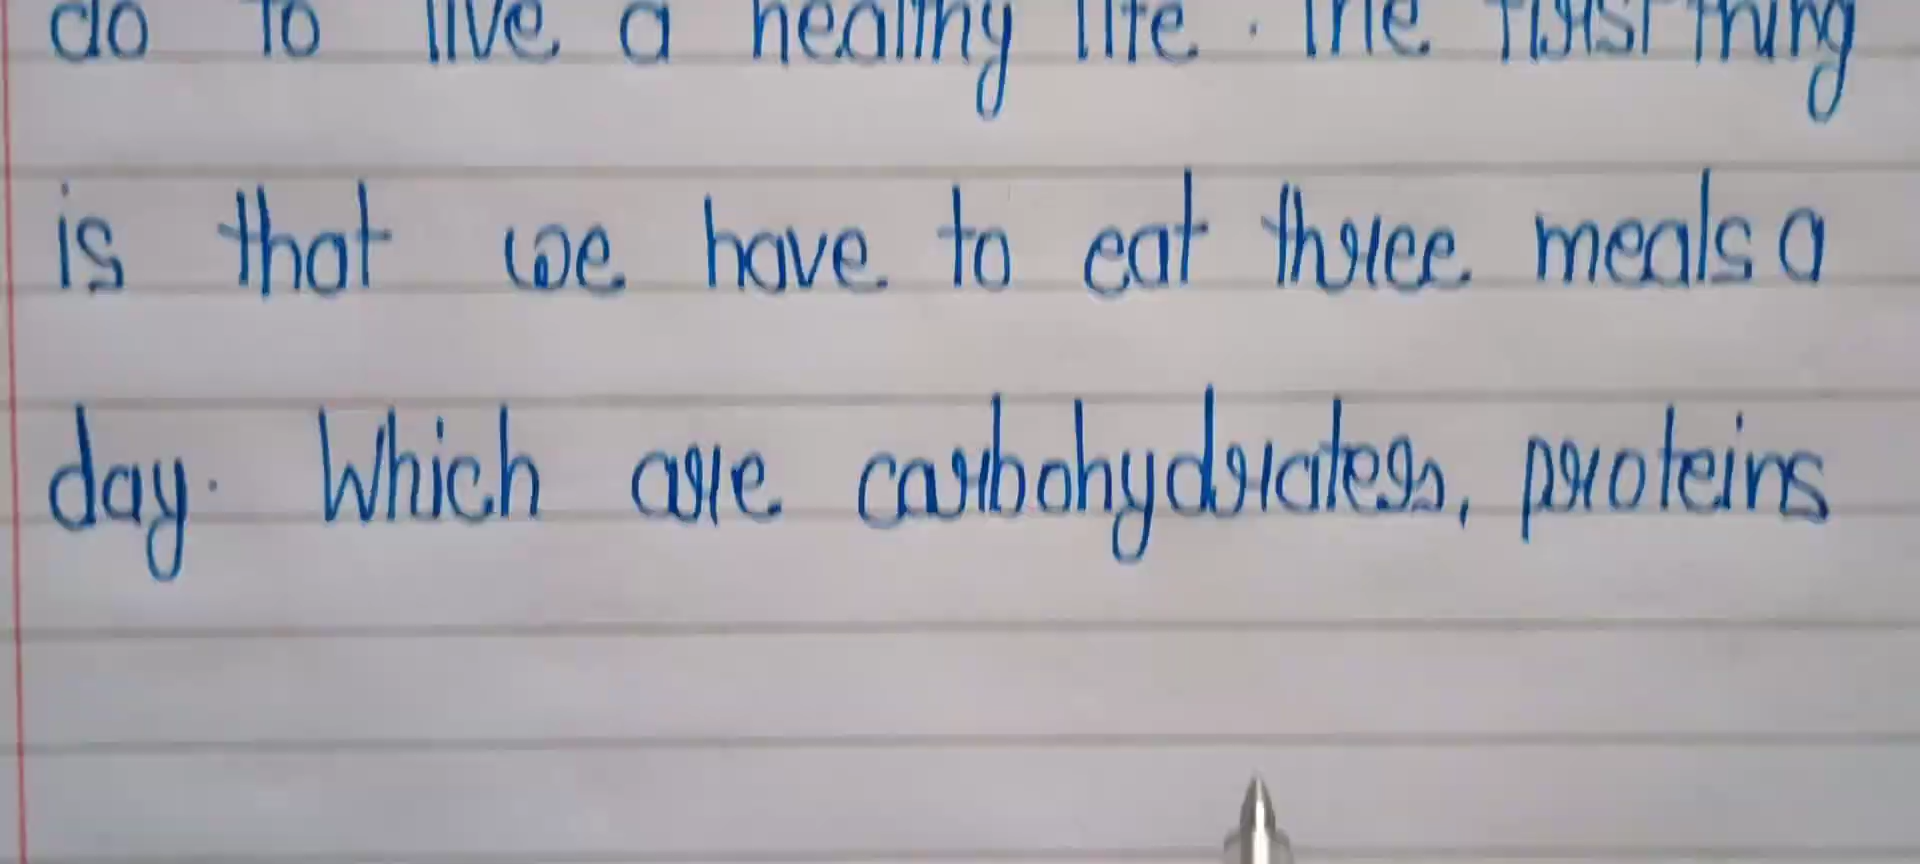 do to live a healthy life. The first thing
is that we have to eat three meals a
day. Which are carbohydrates, proteins